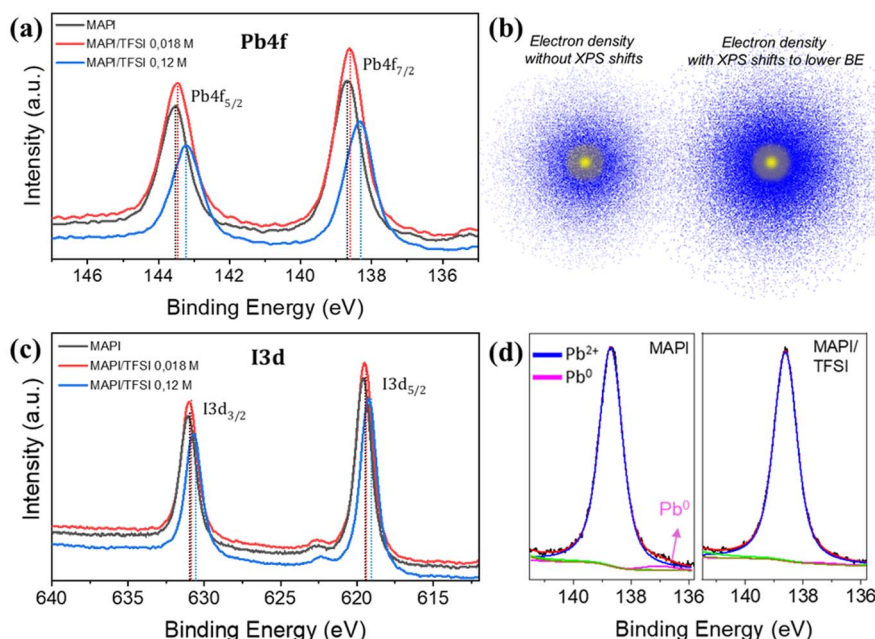 (a)
MAPI
MAPI/TFSI 0,018 M
MAPI/TFSI 0,12 M
Pb4f
Pb4f5/2
Pb4f7/2
Intensity (a.u.)
146 144 142 140 138 136
Binding Energy (eV)
(b)
Electron density
without XPS shifts
Electron density
with XPS shifts to lower BE
(c)
MAPI
MAPI/TFSI 0,018 M
MAPI/TFSI 0,12 M
I3d
I3d3/2
I3d5/2
Intensity (a.u.)
640 635 630 625 620 615
Binding Energy (eV)
(d)
Pb2+
Pb0
MAPI
Pb0
140 138 136
MAPI/
TFSI
140 138 136
Binding Energy (eV)